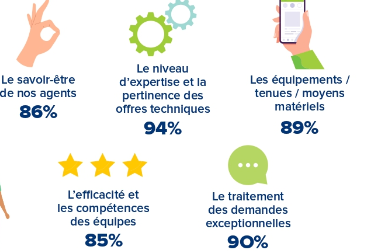 Le savoir-être
de nos agents
86%
Le niveau
d'expertise et la
pertinence des
offres techniques
94%
Les équipements /
tenues / moyens
matériels
89%
L'efficacité et
les compétences
des équipes
85%
Le traitement
des demandes
exceptionnelles
90%